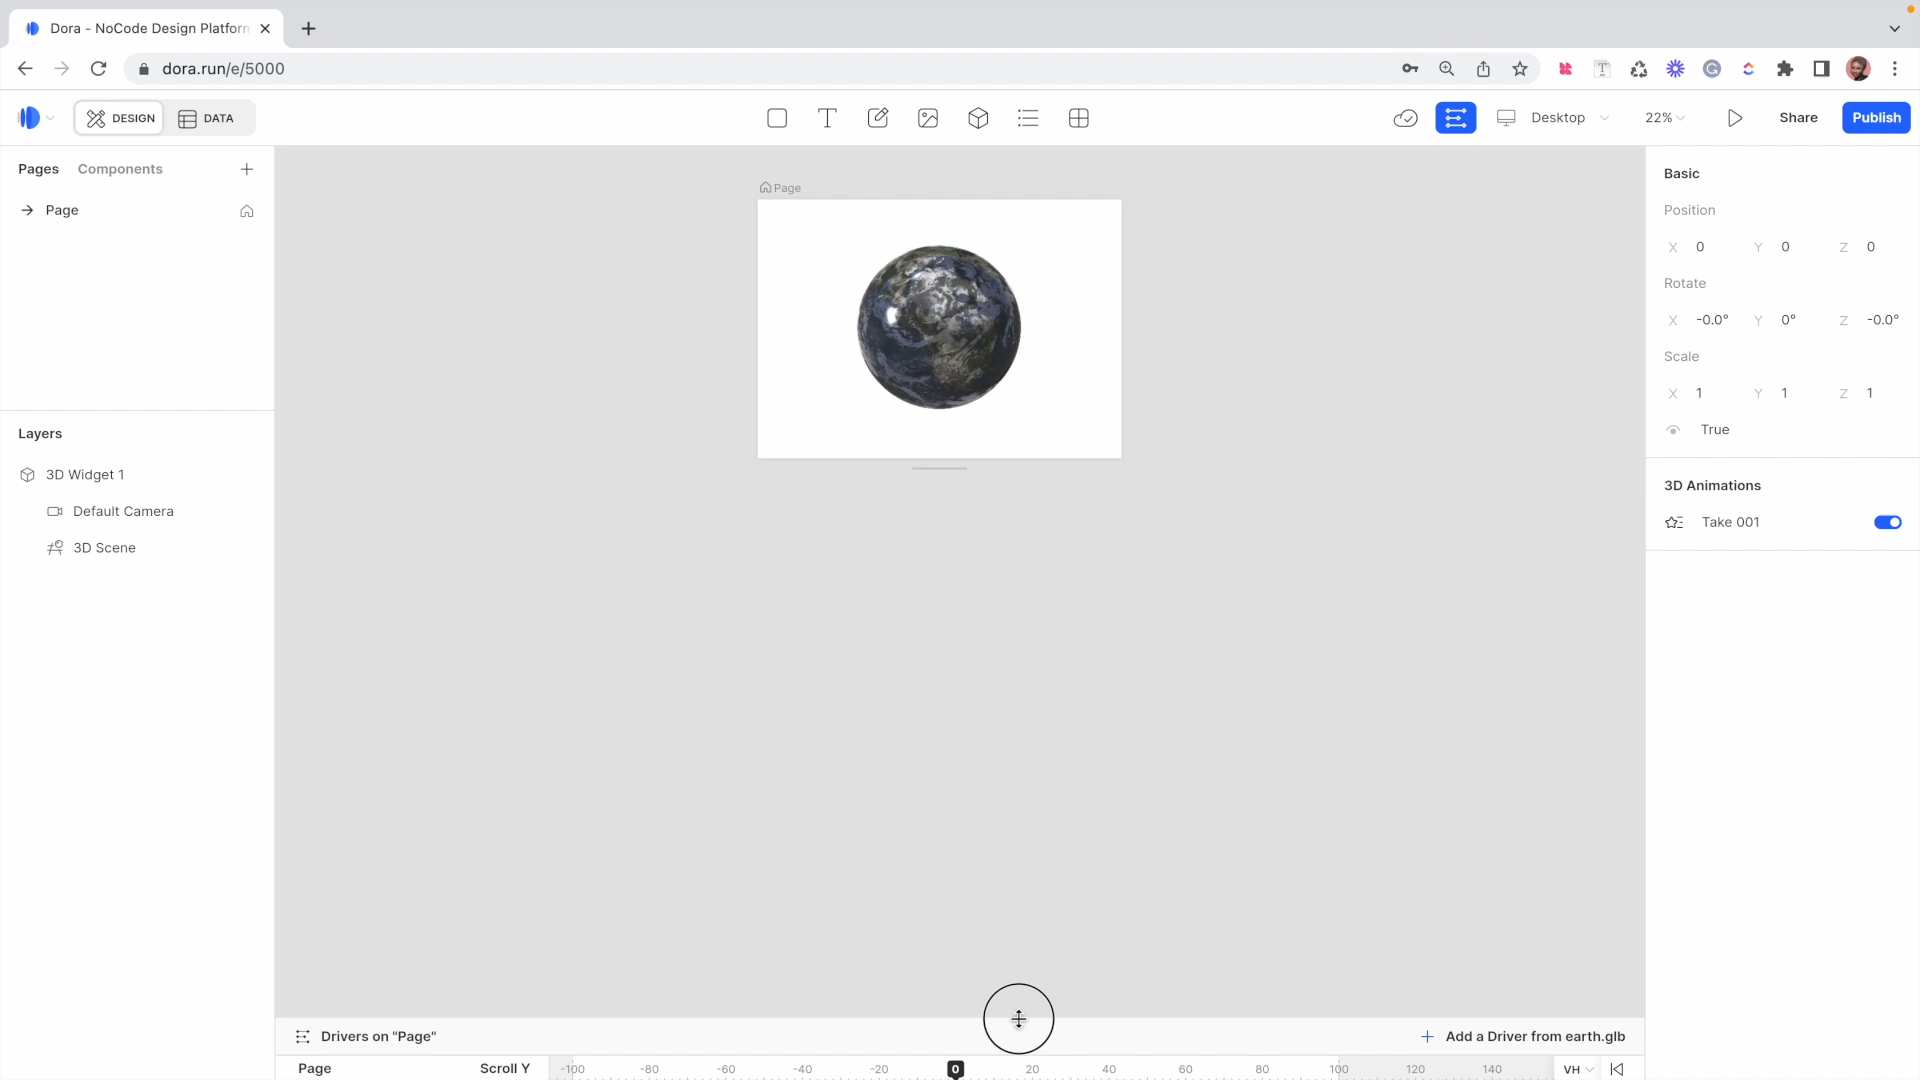 Dora - NoCode Design Platform
dora.run/e/5000
DESIGN
DATA
Desktop
22%
Share
Publish
Pages
Components
Page
Layers
3D Widget 1
Default Camera
3D Scene
Page
Basic
Position
X 0 Y 0 Z 0
Rotate
X -0.0° Y 0° Z -0.0°
Scale
X 1 Y 1 Z 1
True
3D Animations
Take 001
Drivers on "Page"
Add a Driver from earth.glb
Page Scroll Y -100 -80 -60 -40 -20 0 20 40 60 80 100 120 140 VH